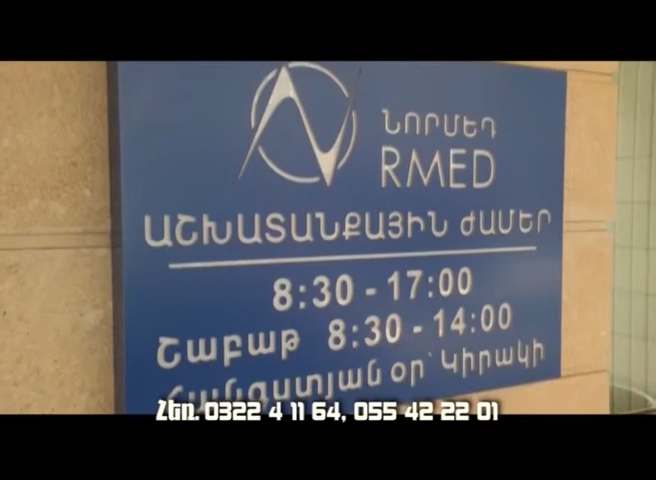 ՆՈՐՄԵԴ
RMED
ԱՇԽԱՏԱՆՔԱՅԻՆ ԺԱՄԵՐ
8:30 - 17:00
Շաբաթ 8:30 - 14:00
Հանգստյան օր՝ Կիրակի
Հեռ. 0322 4 11 64, 055 42 22 01